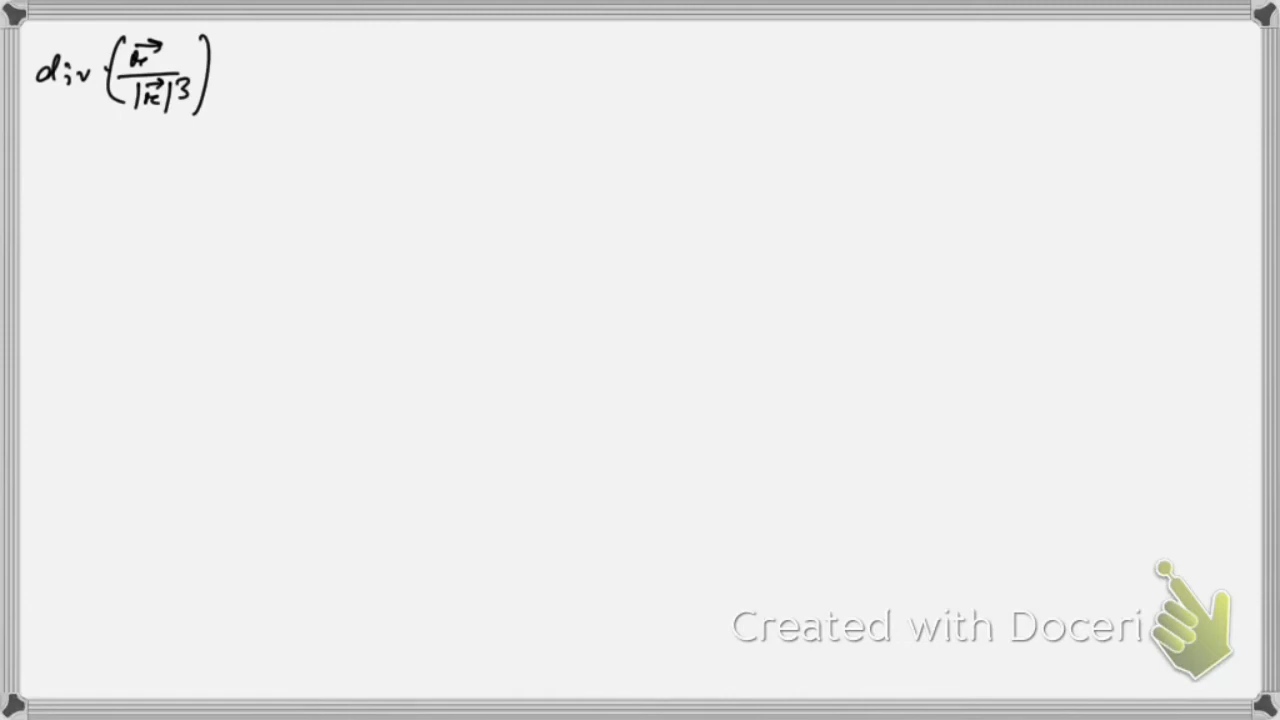 div (r⃗ / |r⃗|3)
Created with Doceri